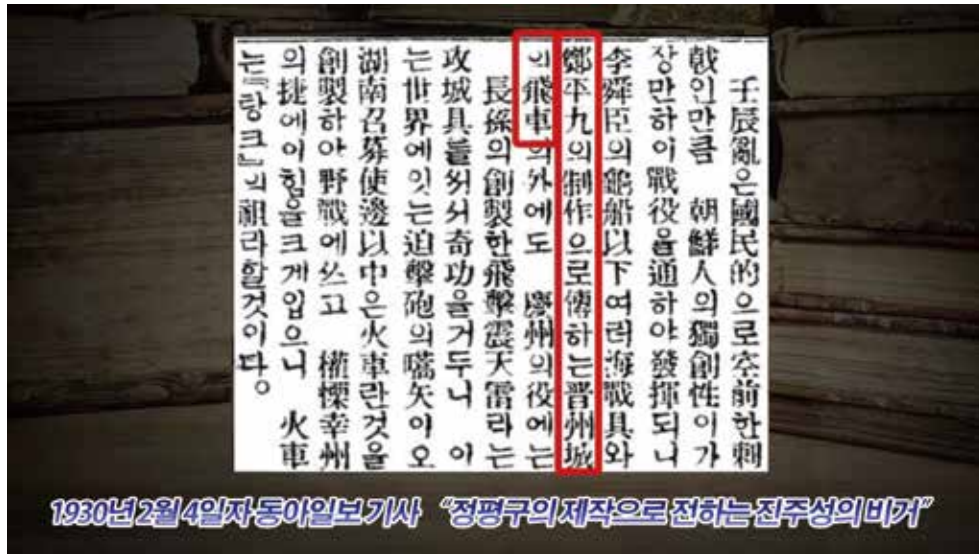 壬辰亂은國民的으로空前한刺
戟인만큼 朝鮮人의獨創性이가
장만하이戰役을通하야發揮되니
李舜臣의龜船以下여러海戰具와
鄭平九의制作으로傳하는晋州城
의飛車의外에도 慶州의役에는
長孫의創製한飛擊震天雷라는
攻城具를써서奇功을거두니 이
는世界에잇는迫擊砲의嚆矢이오
湖南召募使邊以中은火車란것을
創製하야野戰에쓰고 權慄幸州
의捷에이힘을크게입으니 火車
는『탕크』의祖라할것이다。
1930년 2월 4일자 동아일보 기사 “정평구의 제작으로 전하는 진주성의 비거”